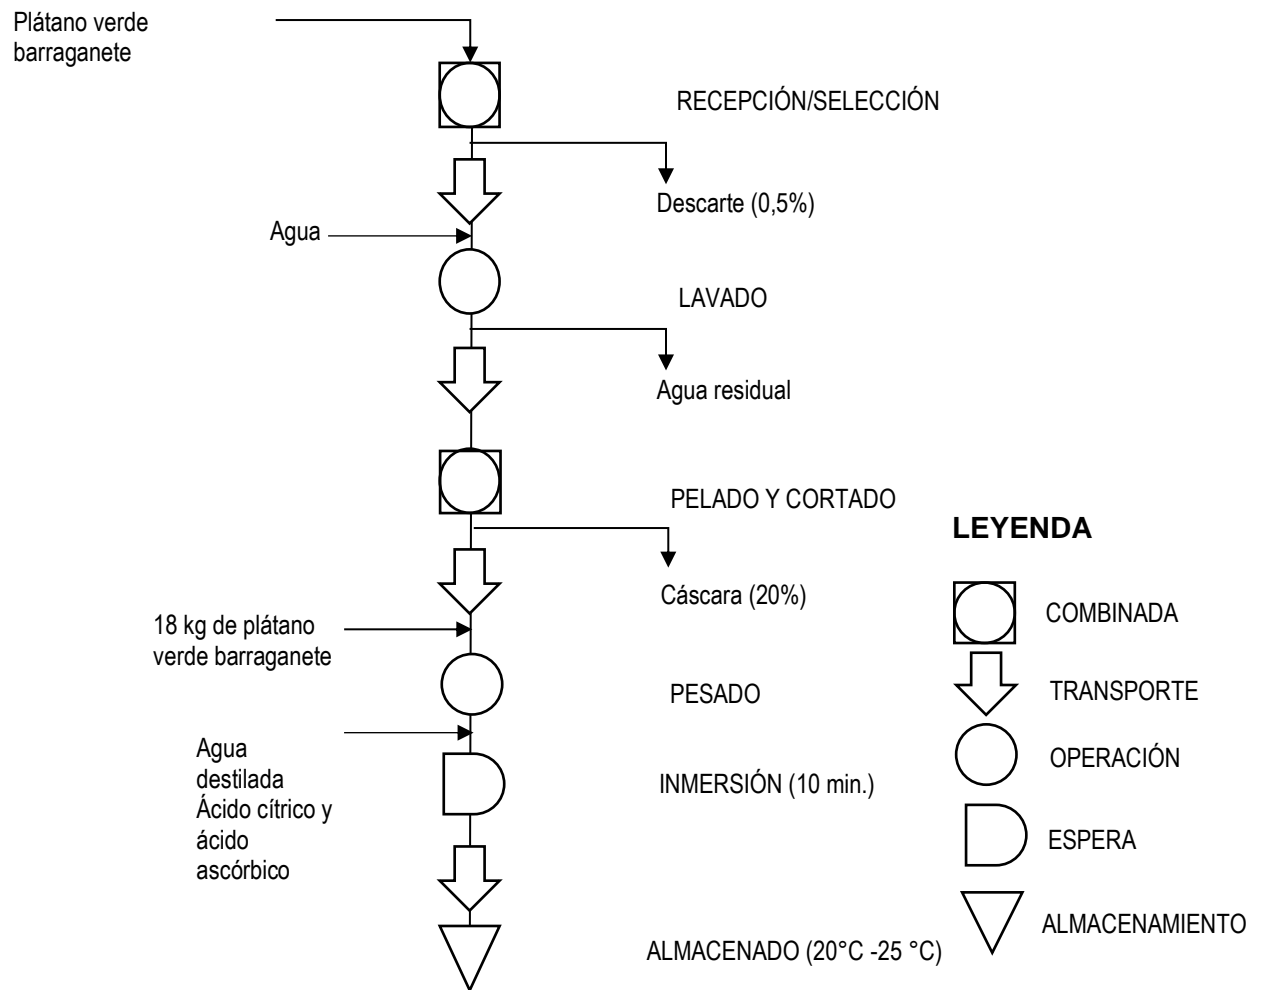 Plátano verde
barraganete
RECEPCIÓN/SELECCIÓN
Descarte (0,5%)
Agua
LAVADO
Agua residual
PELADO Y CORTADO
Cáscara (20%)
18 kg de plátano
verde barraganete
PESADO
Agua
destilada
Ácido cítrico y
ácido
ascórbico
INMERSIÓN (10 min.)
ALMACENADO (20°C -25 °C)
LEYENDA
COMBINADA
TRANSPORTE
OPERACIÓN
ESPERA
ALMACENAMIENTO